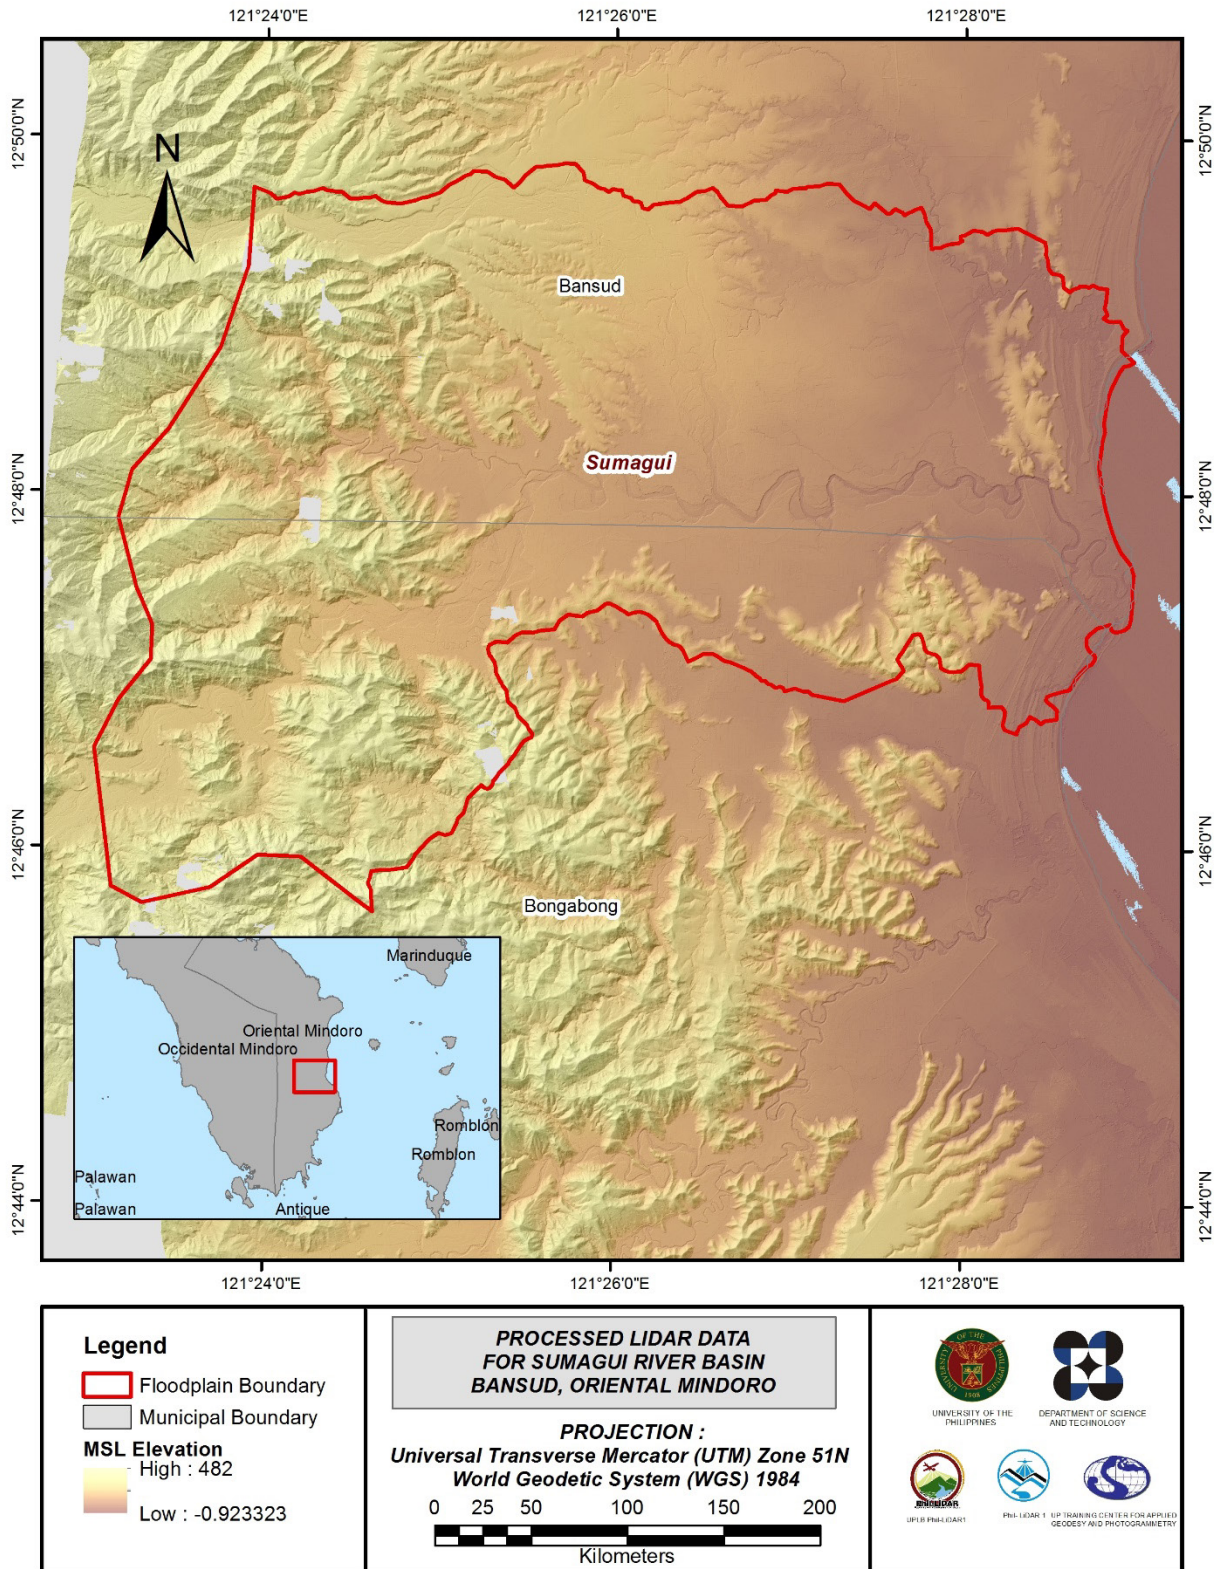 121°24'0"E 121°26'0"E 121°28'0"E
12°50'0"N 12°50'0"N
N
Bansud
Sumagui
12°48'0"N 12°48'0"N
12°46'0"N 12°46'0"N
Bongabong
Marinduque
Oriental Mindoro
Occidental Mindoro
Romblon
Romblon
Palawan
Palawan
Antique
12°44'0"N 12°44'0"N
121°24'0"E 121°26'0"E 121°28'0"E
Legend
Floodplain Boundary
Municipal Boundary
MSL Elevation
High : 482
Low : -0.923323
PROCESSED LIDAR DATA
FOR SUMAGUI RIVER BASIN
BANSUD, ORIENTAL MINDORO
PROJECTION :
Universal Transverse Mercator (UTM) Zone 51N
World Geodetic System (WGS) 1984
0 25 50 100 150 200
Kilometers
UNIVERSITY OF THE PHILIPPINES
1908
UNIVERSITY OF THE
PHILIPPINES
DEPARTMENT OF SCIENCE
AND TECHNOLOGY
UPLB Phil-LiDAR1
Phil- LiDAR 1
UP TRAINING CENTER FOR APPLIED
GEODESY AND PHOTOGRAMMETRY